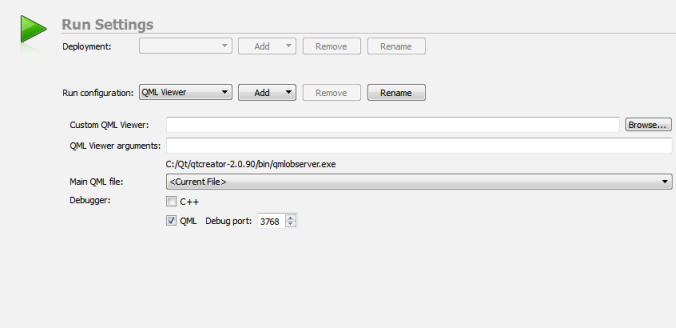 Run Settings
Deployment: Add Remove Rename
Run configuration: QML Viewer Add Remove Rename
Custom QML Viewer: Browse...
QML Viewer arguments:
C:/Qt/qtcreator-2.0.90/bin/qmlobserver.exe
Main QML file: <Current File>
Debugger: C++
QML Debug port: 3768